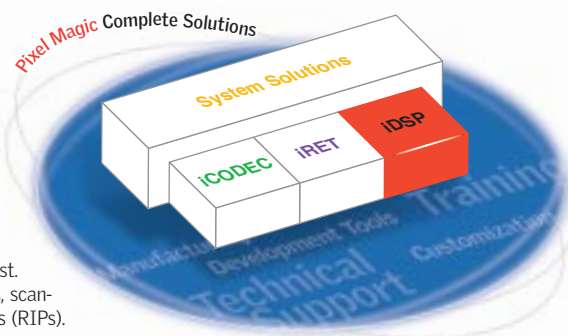 Pixel Magic Complete Solutions
System Solutions
iCODEC
iRET
iDSP
Training
Development Tools
Customization
Technical
Support
st.
, scan-
s (RIPs).